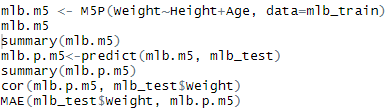 mlb.m5 <- M5P(Weight~Height+Age, data=mlb_train)
mlb.m5
summary(mlb.m5)
mlb.p.m5<-predict(mlb.m5, mlb_test)
summary(mlb.p.m5)
cor(mlb.p.m5, mlb_test$Weight)
MAE(mlb_test$Weight, mlb.p.m5)